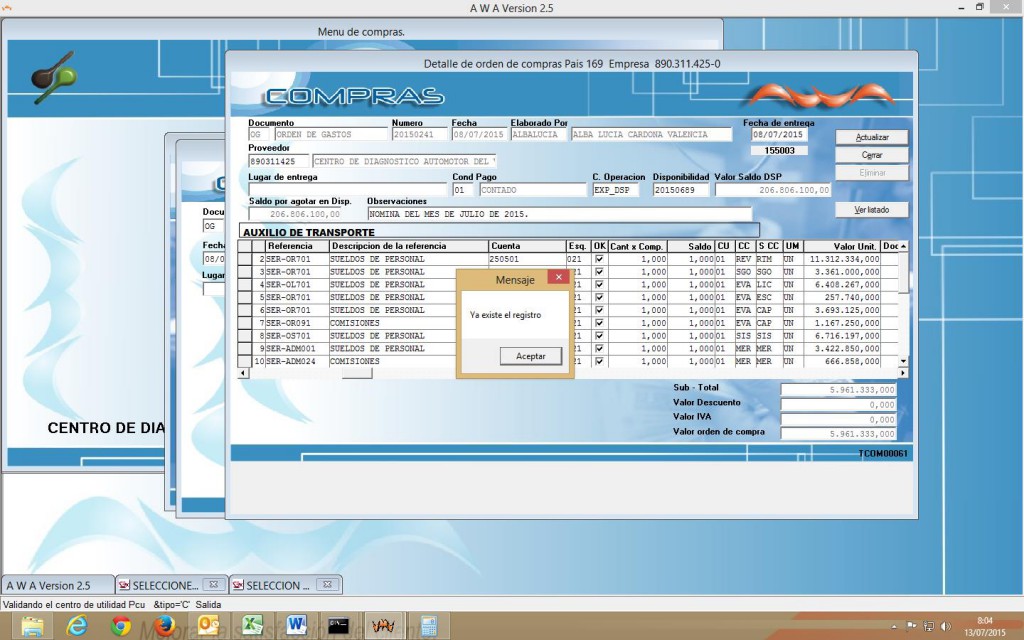 A W A Version 2.5
Menu de compras.
Detalle de orden de compras Pais 169 Empresa 890.311.425-0
COMPRAS
Documento Numero Fecha Elaborado Por Fecha de entrega
OG ORDEN DE GASTOS 20150241 08/07/2015 ALBALUCIA ALBA LUCIA CARDONA VALENCIA 08/07/2015
Actualizar
155003
Proveedor
Cerrar
890311425 CENTRO DE DIAGNOSTICO AUTOMOTOR DEL
Eliminar
Lugar de entrega Cond Pago C. Operacion Disponibilidad Valor Saldo DSP
01 CONTADO EXP_DSP 20150689 206.806.100,00
Saldo por agotar en Disp. Observaciones
206.806.100,00 NOMINA DEL MES DE JULIO DE 2015.
Ver listado
AUXILIO DE TRANSPORTE
Referencia Descripcion de la referencia Cuenta Esq. OK Cant x Comp. Saldo CU CC S CC UM Valor Unit. Doc
2 SER-OR701 SUELDOS DE PERSONAL 250501 021 1,000 1,000 01 REV RTM UN 11.312.334,000
3 SER-OR701 SUELDOS DE PERSONAL 21 1,000 1,000 01 SGO SGO UN 3.361.000,000
4 SER-OL701 SUELDOS DE PERSONAL 21 1,000 1,000 01 EVA LIC UN 6.408.267,000
5 SER-OR701 SUELDOS DE PERSONAL 21 1,000 1,000 01 EVA ESC UN 257.740,000
6 SER-OR701 SUELDOS DE PERSONAL 21 1,000 1,000 01 EVA CAP UN 3.693.125,000
7 SER-OR091 COMISIONES 21 1,000 1,000 01 EVA CAP UN 1.167.250,000
8 SER-OS701 SUELDOS DE PERSONAL 21 1,000 1,000 01 SIS SIS UN 6.716.197,000
9 SER-ADM001 SUELDOS DE PERSONAL 21 1,000 1,000 01 MER MER UN 3.422.850,000
10 SER-ADM024 COMISIONES 21 1,000 1,000 01 MER MER UN 666.858,000
Mensaje
Ya existe el registro
Aceptar
Sub - Total 5.961.333,000
Valor Descuento 0,000
Valor IVA 0,000
Valor orden de compra 5.961.333,000
TCOM00061
Docu
OG
Fech
08/0
Lugar
CENTRO DE DIA
A W A Version 2.5 SELECCIONE... SELECCION ...
Validando el centro de utilidad Pcu &tipo='C' Salida
8:04
13/07/2015